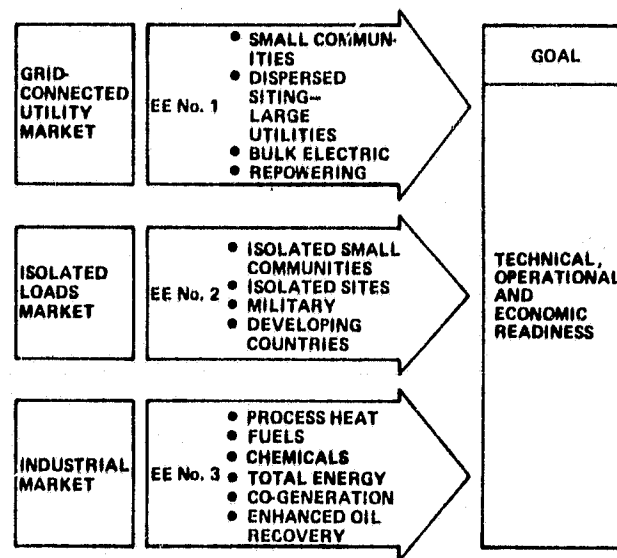 GRID-
CONNECTED
UTILITY
MARKET
EE No. 1
● SMALL COMMUN-
ITIES
● DISPERSED
SITING—
LARGE
UTILITIES
● BULK ELECTRIC
● REPOWERING
ISOLATED
LOADS
MARKET
EE No. 2
● ISOLATED SMALL
COMMUNITIES
● ISOLATED SITES
● MILITARY
● DEVELOPING
COUNTRIES
INDUSTRIAL
MARKET
EE No. 3
● PROCESS HEAT
● FUELS
● CHEMICALS
● TOTAL ENERGY
● CO-GENERATION
● ENHANCED OIL
RECOVERY
GOAL
TECHNICAL,
OPERATIONAL
AND
ECONOMIC
READINESS